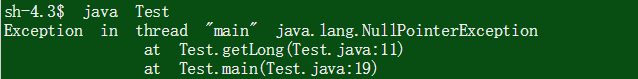 sh-4.3$ java Test
Exception in thread "main" java.lang.NullPointerException
at Test.getLong(Test.java:11)
at Test.main(Test.java:19)